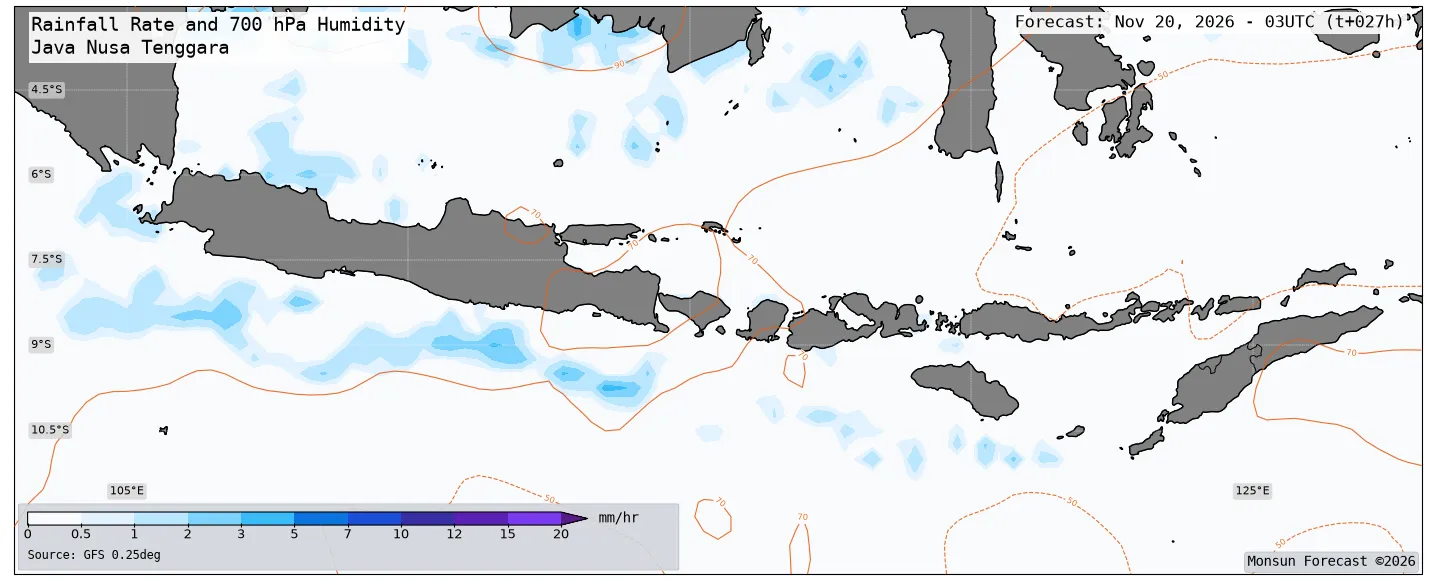 Rainfall Rate and 700 hPa Humidity
Java Nusa Tenggara
Forecast: Nov 20, 2026 - 03UTC (t+027h)
90
50
4.5°S
6°S
70
70
70
7.5°S
9°S
70
70
10.5°S
105°E
125°E
50
70
50
70
50
0 0.5 1 2 3 5 7 10 12 15 20
mm/hr
Source: GFS 0.25deg
Monsun Forecast ©2026